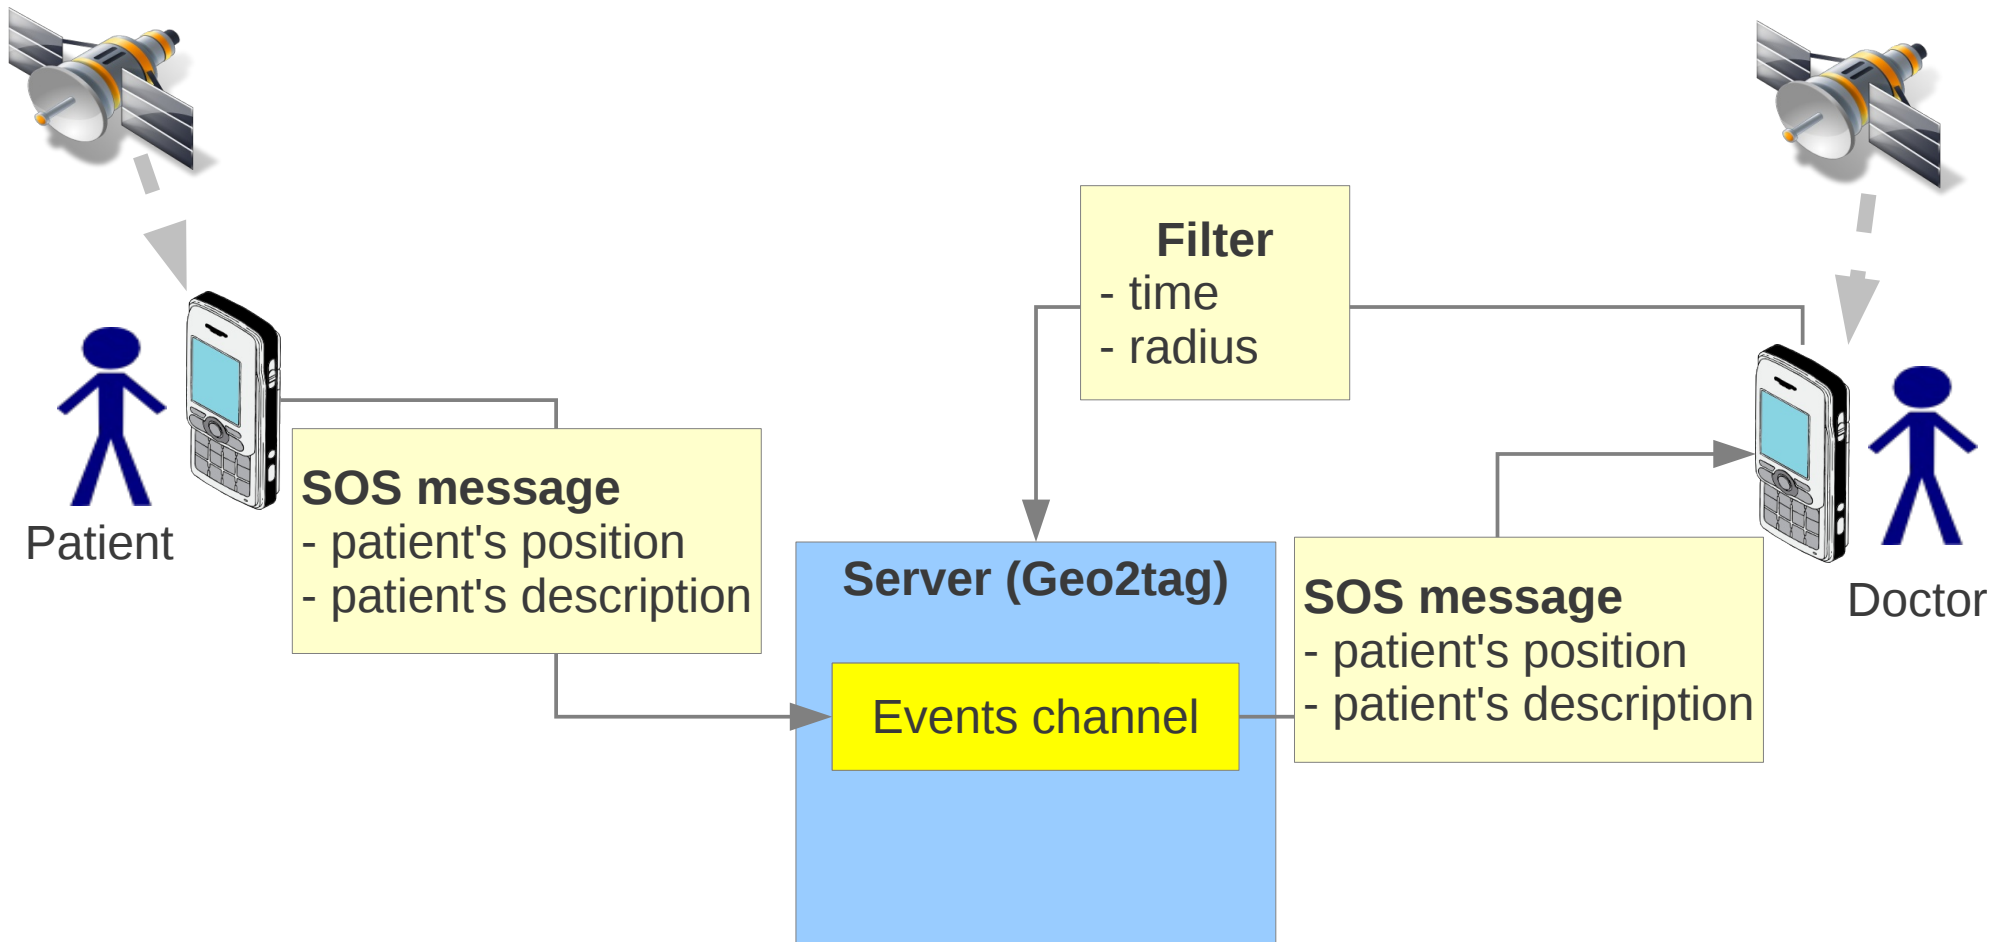 Filter
- time
- radius
SOS message
- patient's position
- patient's description
Patient
Server (Geo2tag)
Events channel
SOS message
- patient's position
- patient's description
Doctor